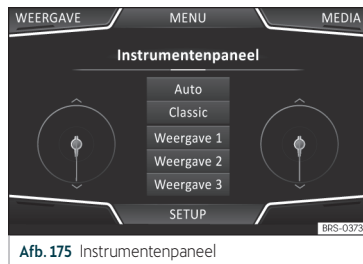 WEERGAVE MENU MEDIA
Instrumentenpaneel
Auto
Classic
Weergave 1
Weergave 2
Weergave 3
SETUP
BRS-0373
Afb. 175 Instrumentenpaneel